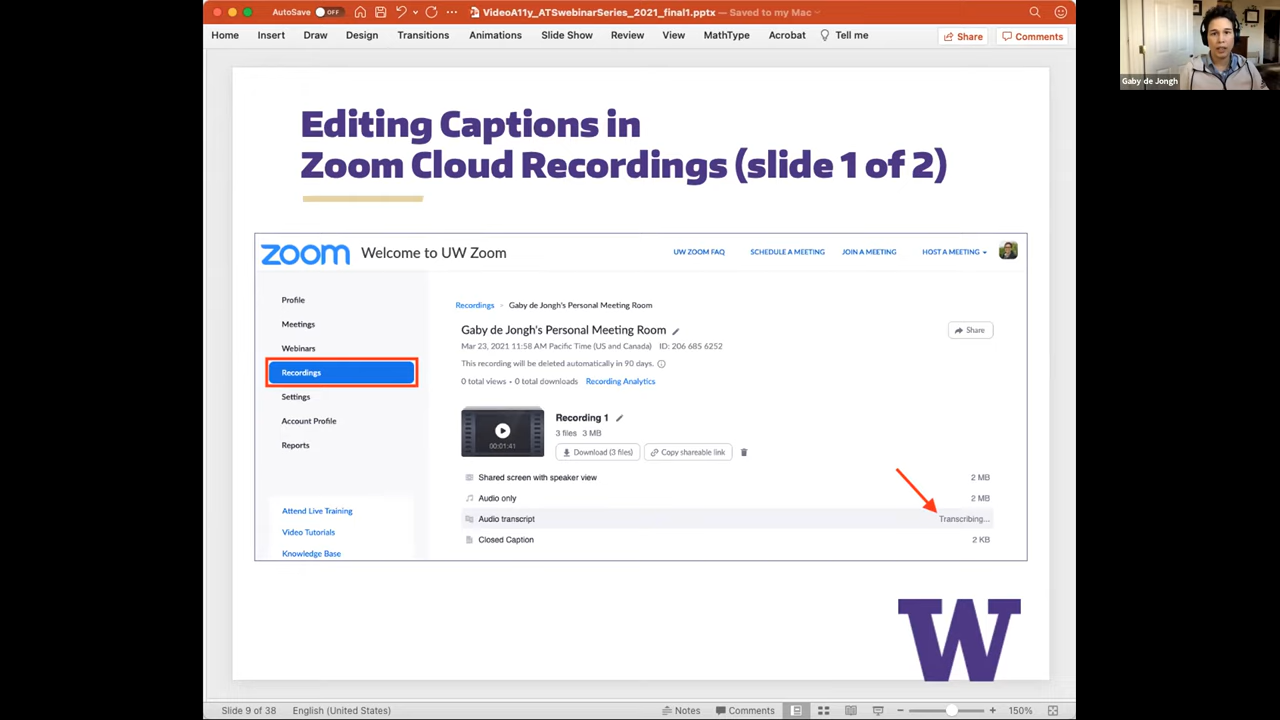 AutoSave OFF ··· VideoA11y_ATSwebinarSeries_2021_final1.pptx — Saved to my Mac
Home Insert Draw Design Transitions Animations Slide Show Review View MathType Acrobat Tell me Share Comments
Gaby de Jongh
Editing Captions in
Zoom Cloud Recordings (slide 1 of 2)
zoom Welcome to UW Zoom UW ZOOM FAQ SCHEDULE A MEETING JOIN A MEETING HOST A MEETING
Profile
Meetings
Webinars
Recordings
Settings
Account Profile
Reports
Attend Live Training
Video Tutorials
Knowledge Base
Recordings › Gaby de Jongh's Personal Meeting Room
Gaby de Jongh's Personal Meeting Room
Share
Mar 23, 2021 11:58 AM Pacific Time (US and Canada) ID: 206 685 6252
This recording will be deleted automatically in 90 days.
0 total views • 0 total downloads Recording Analytics
00:01:41
Recording 1
3 files 3 MB
Download (3 files) Copy shareable link
Shared screen with speaker view 2 MB
Audio only 2 MB
Audio transcript Transcribing...
Closed Caption 2 KB
W
Slide 9 of 38 English (United States) Notes Comments 150%